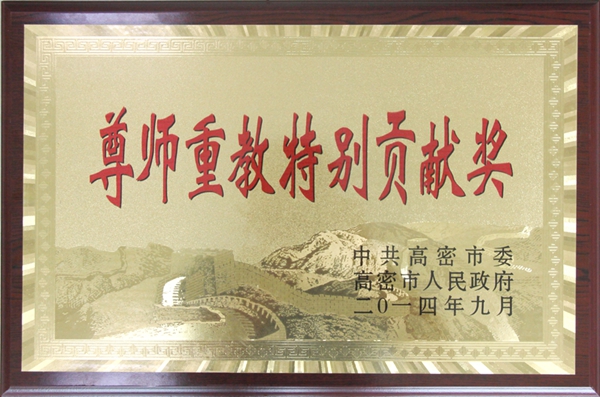 尊师重教特别贡献奖
中共高密市委
高密市人民政府
二〇一四年九月